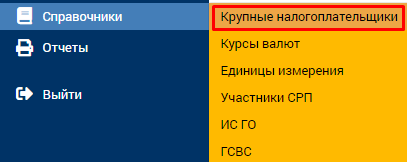 Справочники
Отчеты
Выйти
Крупные налогоплательщики
Курсы валют
Единицы измерения
Участники СРП
ИС ГО
ГСВС